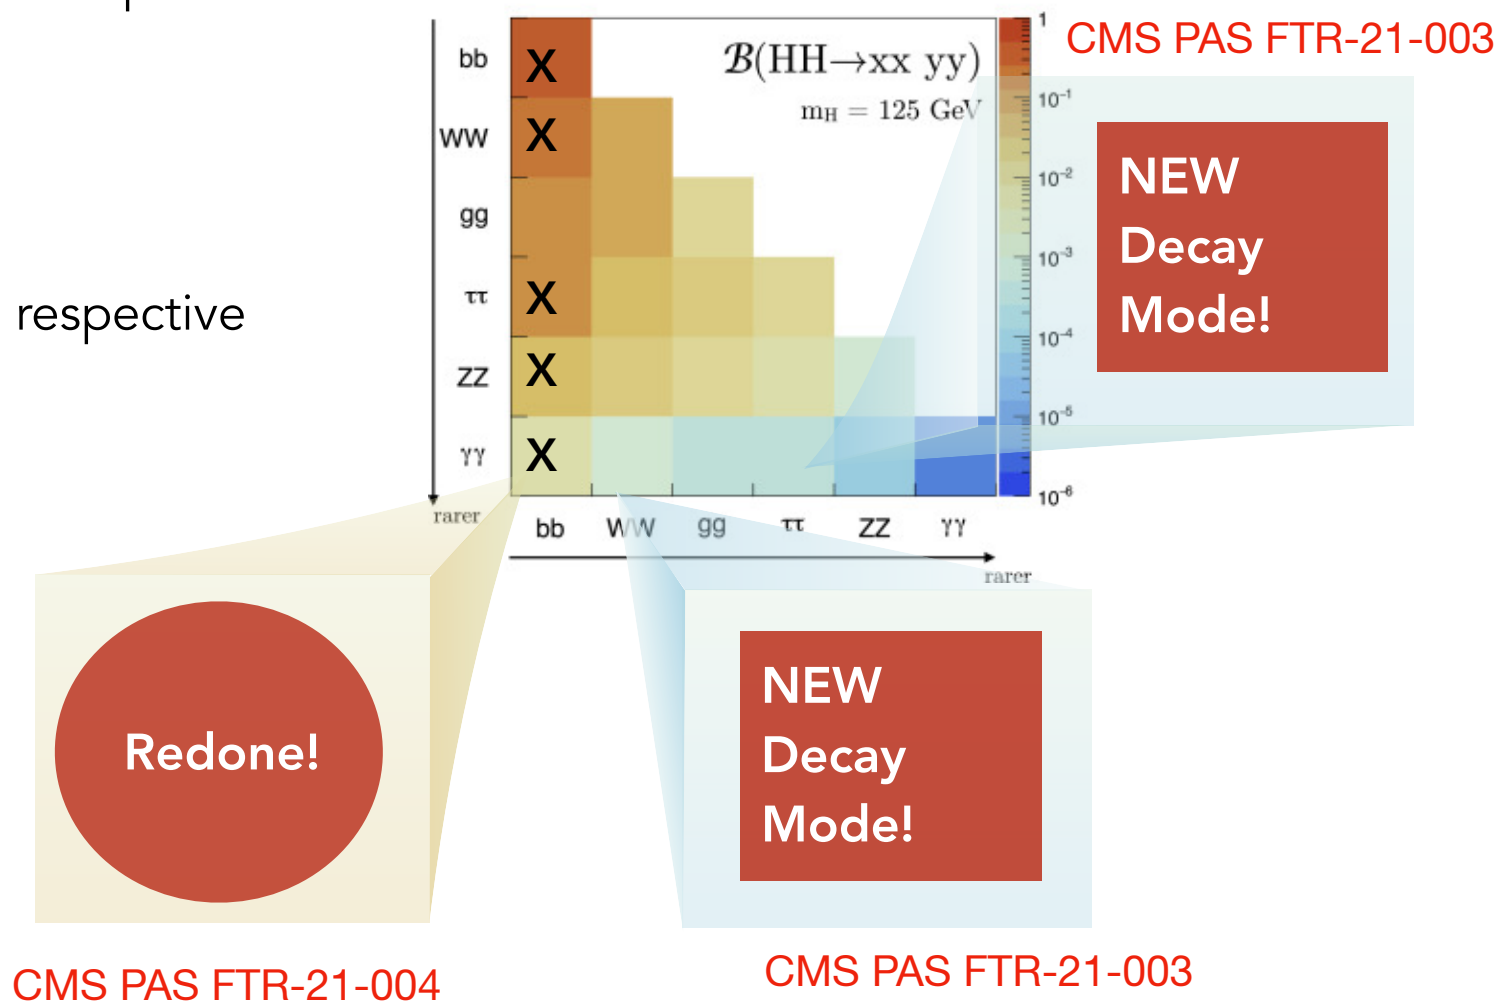 CMS PAS FTR-21-003
bb
WW
gg
ττ
ZZ
γγ
rarer
X
X
X
X
X
ℬ(HH→xx yy)
mH = 125 GeV
1
10⁻¹
10⁻²
10⁻³
10⁻⁴
10⁻⁵
10⁻⁶
NEW
Decay
Mode!
respective
bb WW gg ττ ZZ γγ
rarer
Redone!
NEW
Decay
Mode!
CMS PAS FTR-21-004
CMS PAS FTR-21-003